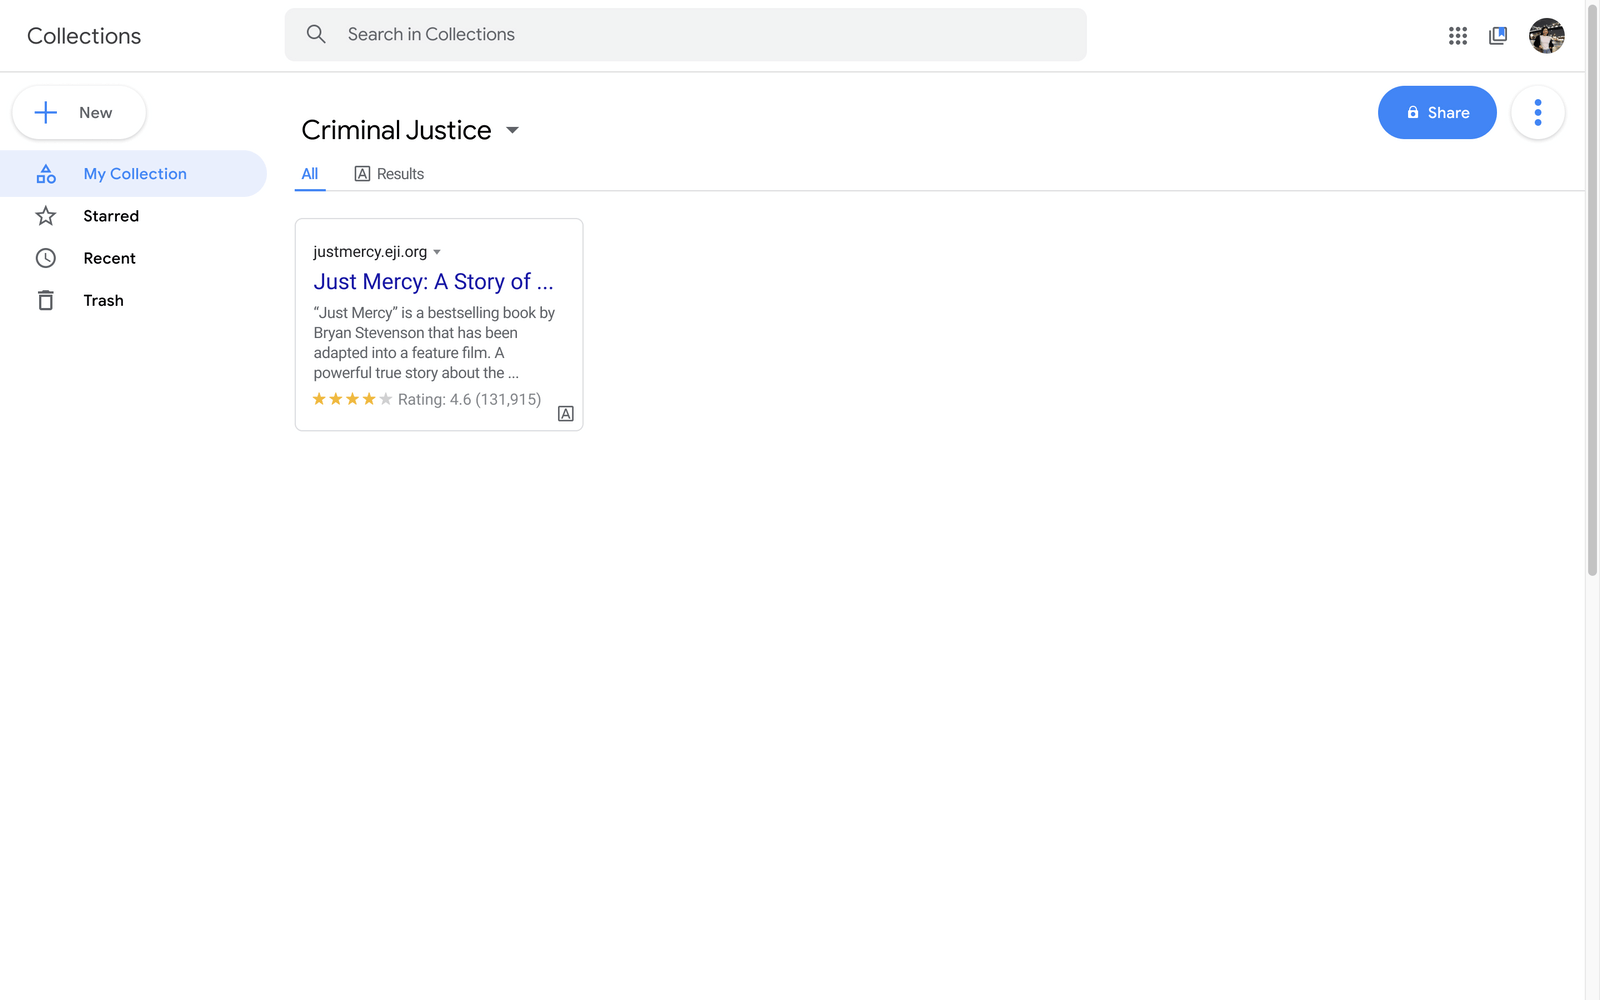 Collections
Search in Collections
New
My Collection
Starred
Recent
Trash
Criminal Justice
Share
All
A Results
justmercy.eji.org
Just Mercy: A Story of ...
“Just Mercy” is a bestselling book by
Bryan Stevenson that has been
adapted into a feature film. A
powerful true story about the ...
Rating: 4.6 (131,915)
A